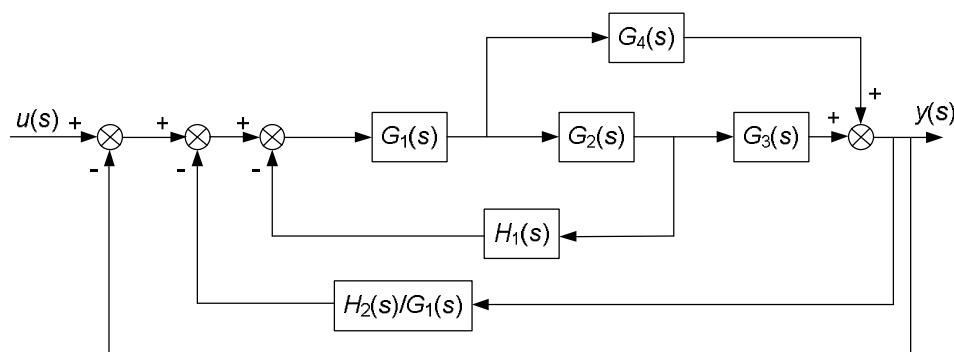 G4(s)
u(s)
+
+
+
+
+
y(s)
G1(s)
G2(s)
G3(s)
-
-
-
H1(s)
H2(s)/G1(s)